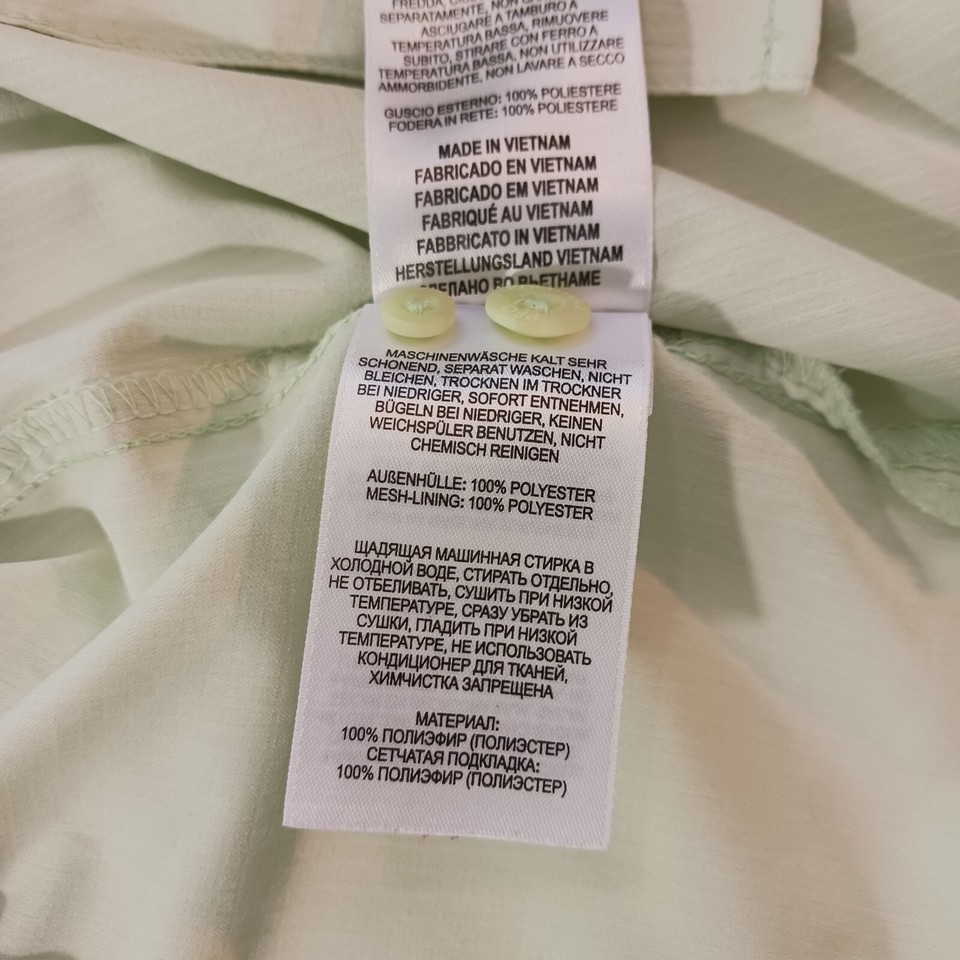 SEPARATAMENTE, NON
ASCIUGARE A TAMBURO A
TEMPERATURA BASSA, RIMUOVERE
SUBITO, STIRARE CON FERRO A
TEMPERATURA BASSA, NON UTILIZZARE
AMMORBIDENTE, NON LAVARE A SECCO
GUSCIO ESTERNO: 100% POLIESTERE
FODERA IN RETE: 100% POLIESTERE
MADE IN VIETNAM
FABRICADO EN VIETNAM
FABRICADO EM VIETNAM
FABRIQUÉ AU VIETNAM
FABBRICATO IN VIETNAM
HERSTELLUNGSLAND VIETNAM
СДЕЛАНО ВО ВЬЕТНАМЕ
MASCHINENWÄSCHE KALT SEHR
SCHONEND, SEPARAT WASCHEN, NICHT
BLEICHEN, TROCKNEN IM TROCKNER
BEI NIEDRIGER, SOFORT ENTNEHMEN,
BÜGELN BEI NIEDRIGER, KEINEN
WEICHSPÜLER BENUTZEN, NICHT
CHEMISCH REINIGEN
AUßENHÜLLE: 100% POLYESTER
MESH-LINING: 100% POLYESTER
ЩАДЯЩАЯ МАШИННАЯ СТИРКА В
ХОЛОДНОЙ ВОДЕ, СТИРАТЬ ОТДЕЛЬНО,
НЕ ОТБЕЛИВАТЬ, СУШИТЬ ПРИ НИЗКОЙ
ТЕМПЕРАТУРЕ, СРАЗУ УБРАТЬ ИЗ
СУШКИ, ГЛАДИТЬ ПРИ НИЗКОЙ
ТЕМПЕРАТУРЕ, НЕ ИСПОЛЬЗОВАТЬ
КОНДИЦИОНЕР ДЛЯ ТКАНЕЙ,
ХИМЧИСТКА ЗАПРЕЩЕНА
МАТЕРИАЛ:
100% ПОЛИЭФИР (ПОЛИЭСТЕР)
СЕТЧАТАЯ ПОДКЛАДКА:
100% ПОЛИЭФИР (ПОЛИЭСТЕР)